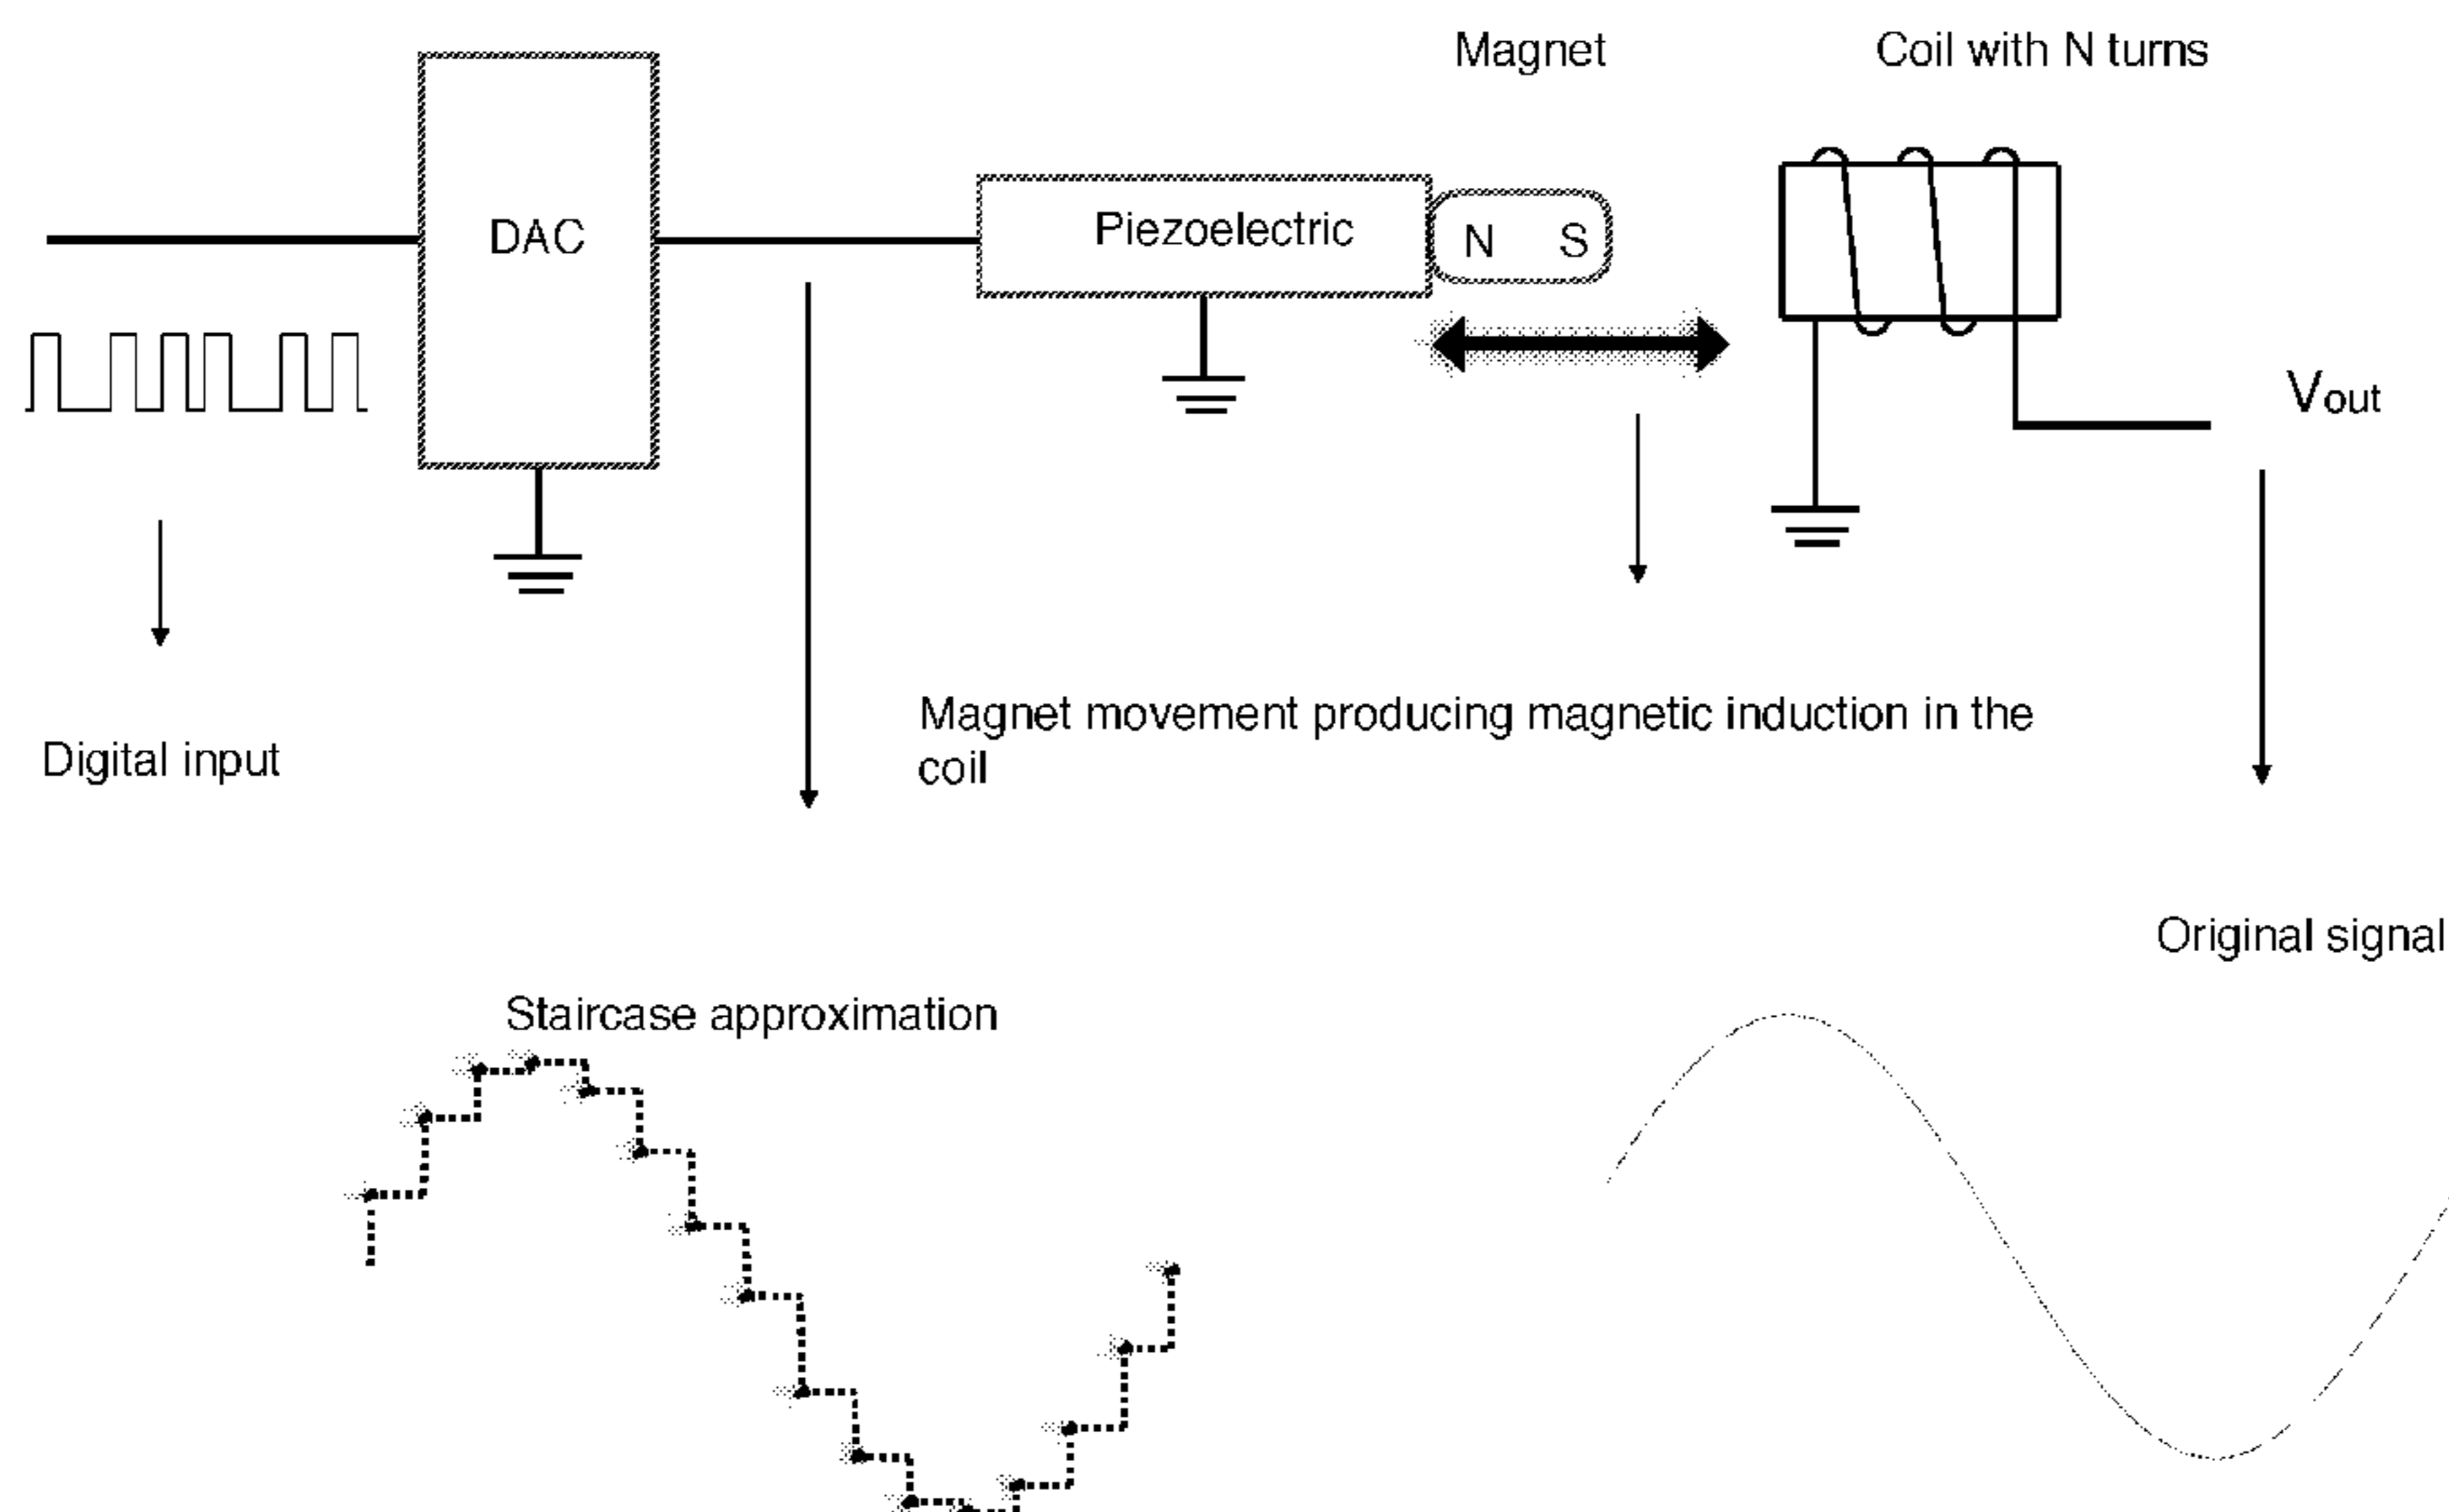 Magnet
Coil with N turns
DAC
Piezoelectric
N S
Vout
Magnet movement producing magnetic induction in the
coil
Digital input
Original signal
Staircase approximation